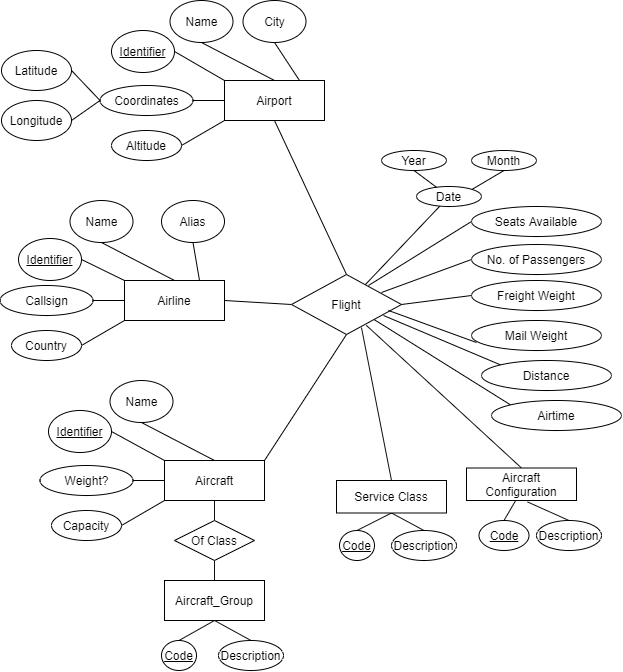 Name
City
Identifier
Latitude
Coordinates
Airport
Longitude
Altitude
Year
Month
Date
Name
Alias
Seats Available
Identifier
No. of Passengers
Callsign
Airline
Flight
Freight Weight
Mail Weight
Country
Distance
Name
Airtime
Identifier
Weight?
Aircraft
Service Class
Aircraft
Configuration
Capacity
Of Class
Code
Description
Code
Description
Aircraft_Group
Code
Description